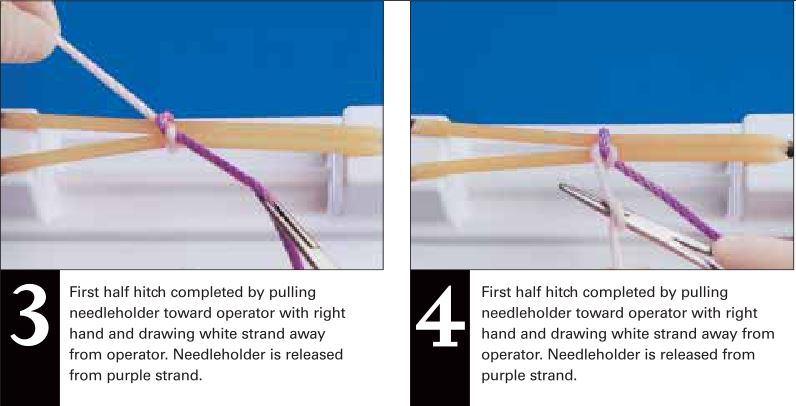 3
First half hitch completed by pulling
needleholder toward operator with right
hand and drawing white strand away
from operator. Needleholder is released
from purple strand.
4
First half hitch completed by pulling
needleholder toward operator with right
hand and drawing white strand away from
operator. Needleholder is released from
purple strand.